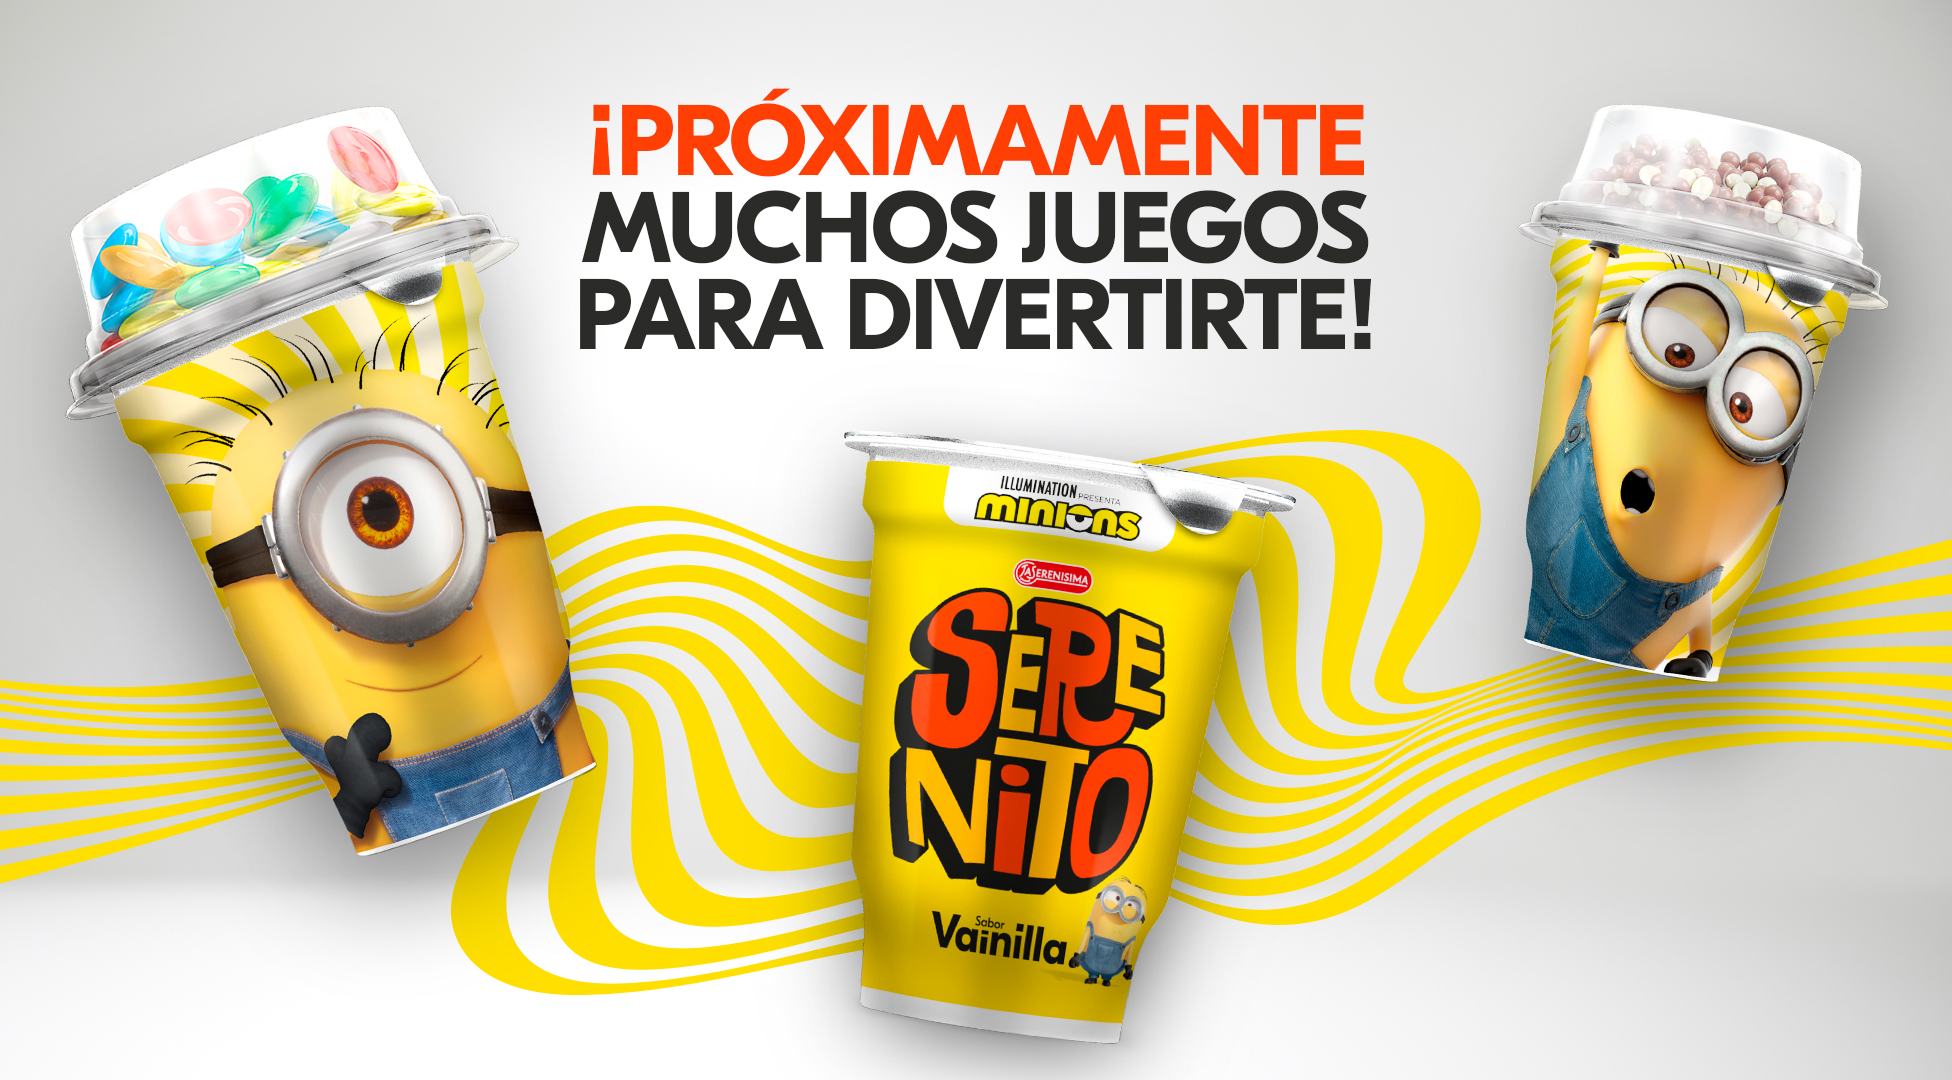 ¡PRÓXIMAMENTE
MUCHOS JUEGOS
PARA DIVERTIRTE!
ILLUMINATION PRESENTA
MINIONS
LA SERENISIMA
SERE
NITO
Sabor
Vainilla